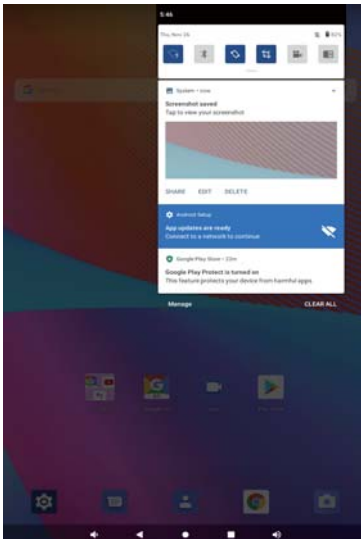 5:46
Thu, Nov 26
92%
System • now
Screenshot saved
Tap to view your screenshot
SHARE EDIT DELETE
Android Setup
App updates are ready
Connect to a network to continue
Google Play Store • 23m
Google Play Protect is turned on
This feature protects your device from harmful apps.
Manage CLEAR ALL